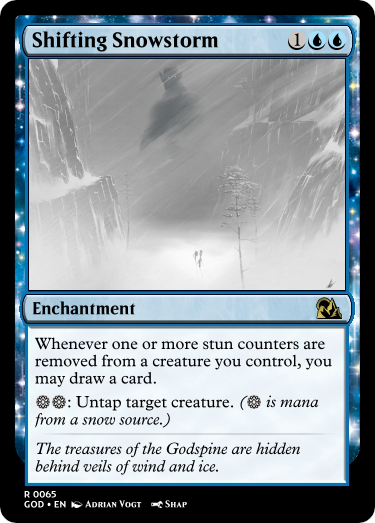 Shifting Snowstorm 1
Enchantment
Whenever one or more stun counters are
removed from a creature you control, you
may draw a card.
: Untap target creature. ( is mana
from a snow source.)
The treasures of the Godspine are hidden
behind veils of wind and ice.
R 0065
GOD • EN Adrian Vogt Shap